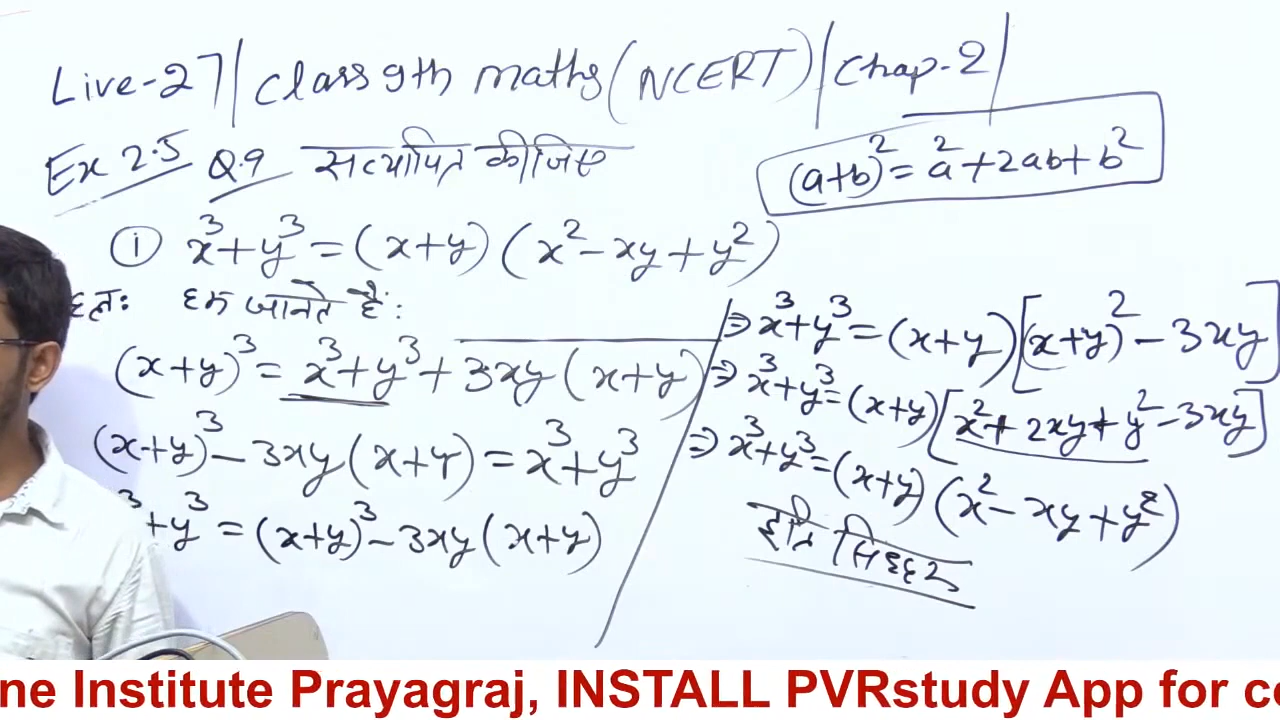 Live-27 | Class 9th maths (NCERT) | Chap-2 |
Ex 2.5 Q.9 सत्यापित कीजिए
(a+b)² = a² + 2ab + b²
(i) x³+y³ = (x+y) (x² - xy + y²)
हलः हम जानते हैं:
(x+y)³ = x³+y³ + 3xy (x+y)
(x+y)³ - 3xy (x+y) = x³+y³
³+y³ = (x+y)³ - 3xy (x+y)
⇒ x³+y³ = (x+y) [(x+y)² - 3xy]
⇒ x³+y³ = (x+y) [x²+2xy+y²-3xy]
⇒ x³+y³ = (x+y) (x² - xy + y²)
इति सिद्धम्
ne Institute Prayagraj, INSTALL PVRstudy App for co